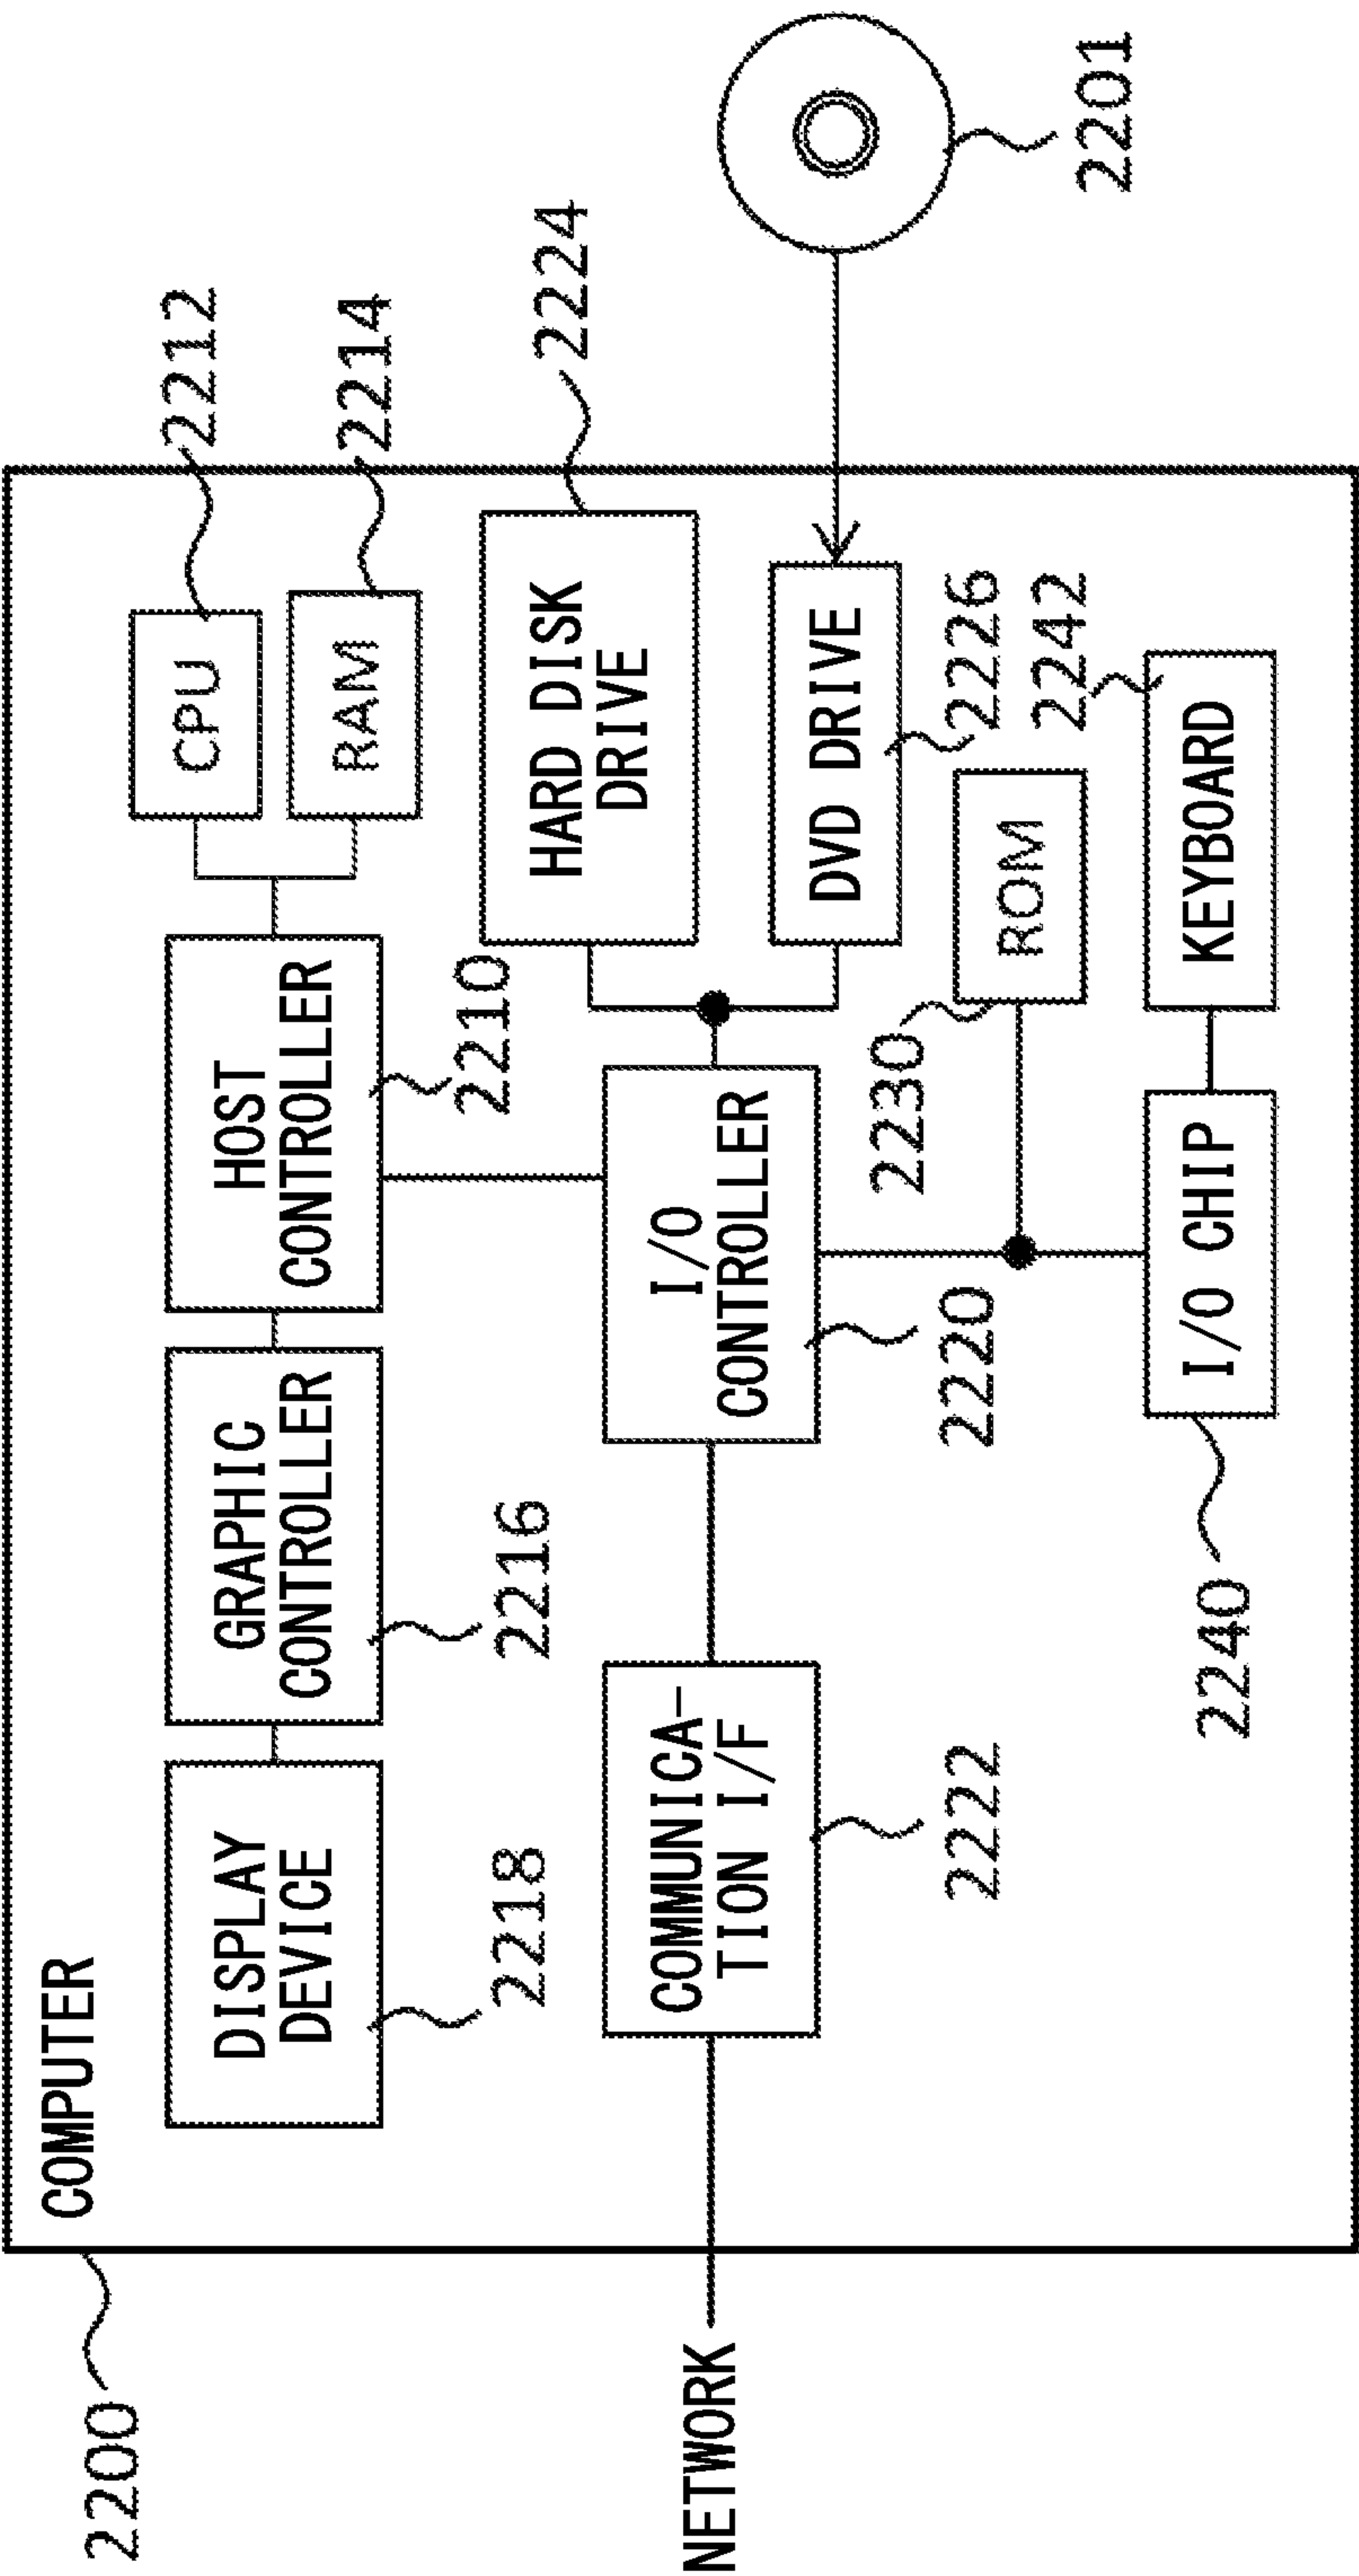 2200
COMPUTER
DISPLAY
DEVICE
2218
GRAPHIC
CONTROLLER
2216
HOST
CONTROLLER
2210
CPU
2212
RAM
2214
NETWORK
COMMUNICA-
TION I/F
2222
I/O
CONTROLLER
2220
HARD DISK
DRIVE
2224
DVD DRIVE
2226
2201
2230
ROM
2240
I/O CHIP
KEYBOARD
2242